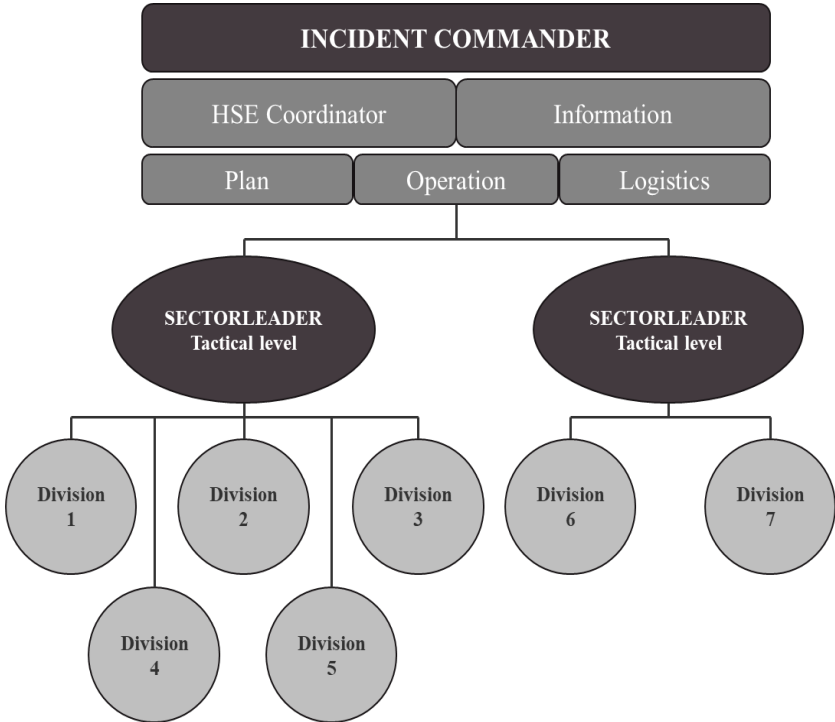 INCIDENT COMMANDER
HSE Coordinator
Information
Plan
Operation
Logistics
SECTORLEADER
Tactical level
SECTORLEADER
Tactical level
Division
1
Division
2
Division
3
Division
6
Division
7
Division
4
Division
5